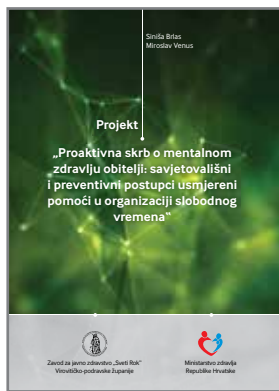 Siniša Brlas
Miroslav Venus
Projekt
„Proaktivna skrb o mentalnom
zdravlju obitelji: savjetovališni
i preventivni postupci usmjereni
pomoći u organizaciji slobodnog
vremena“
Zavod za javno zdravstvo „Sveti Rok“
Virovitičko-podravske županije
Ministarstvo zdravlja
Republike Hrvatske